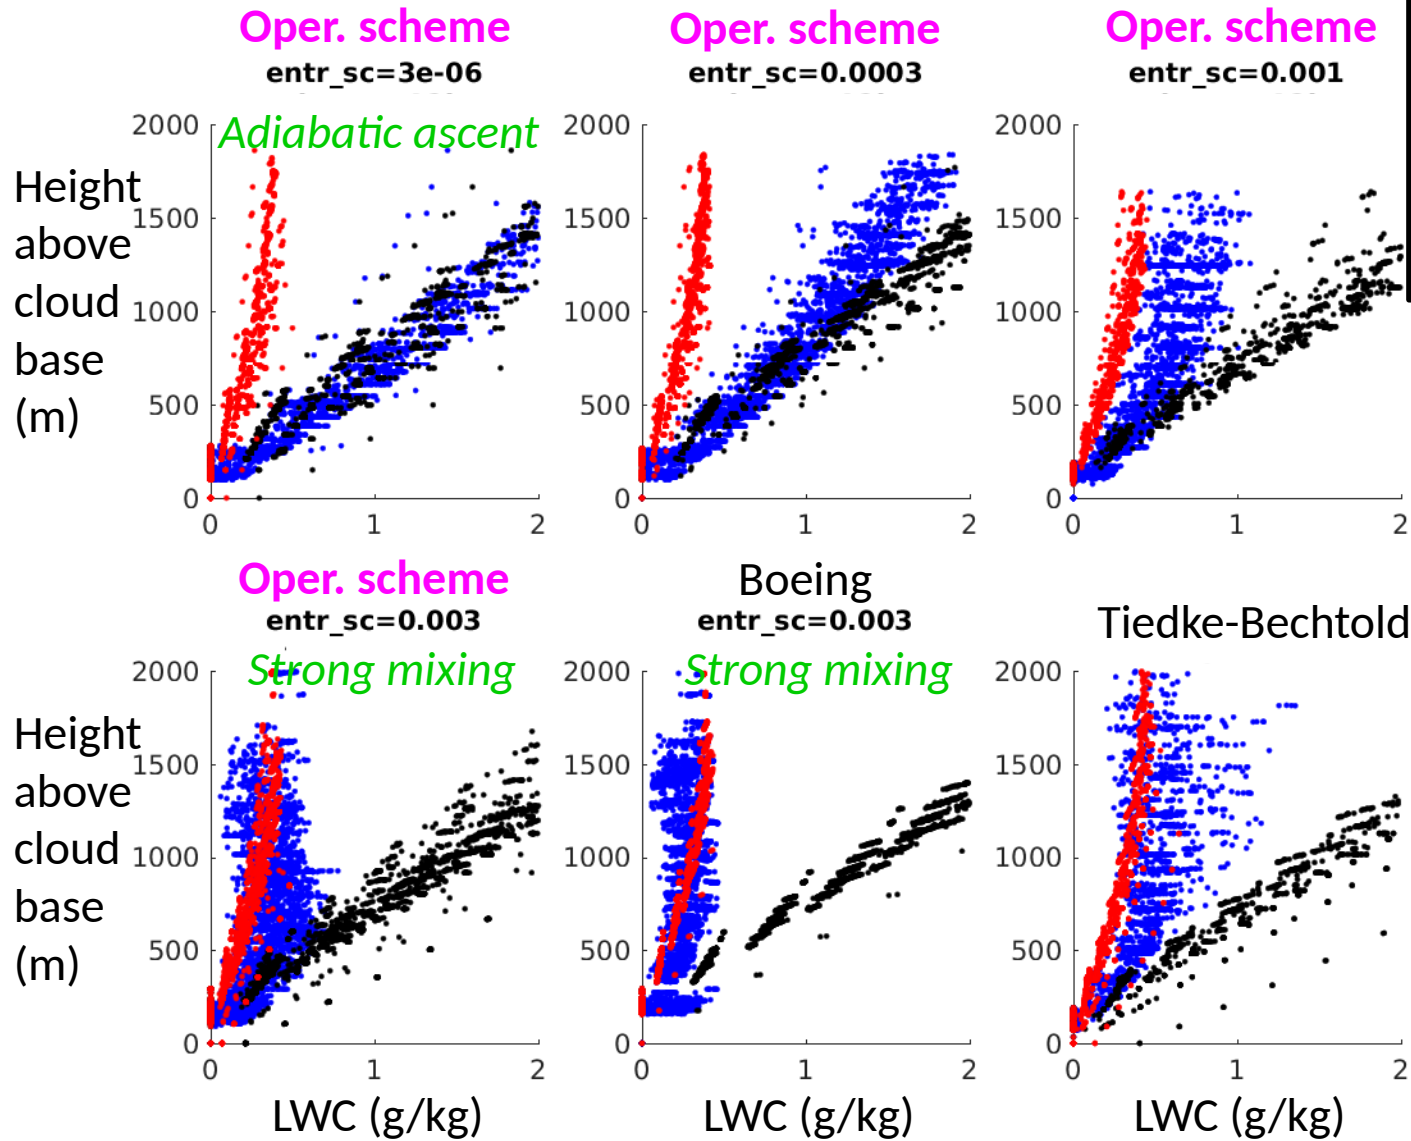 Oper. scheme Oper. scheme Oper. scheme
entr_sc=3e-06 entr_sc=0.0003 entr_sc=0.001
Adiabatic ascent
Height
above
cloud
base
(m)
2000
1500
1000
500
0
0 1 2
2000
1500
1000
500
0
0 1 2
2000
1500
1000
500
0
0 1 2
Oper. scheme Boeing
entr_sc=0.003 entr_sc=0.003 Tiedke-Bechtold
Strong mixing Strong mixing
Height
above
cloud
base
(m)
2000
1500
1000
500
0
0 1 2
2000
1500
1000
500
0
0 1 2
2000
1500
1000
500
0
0 1 2
LWC (g/kg) LWC (g/kg) LWC (g/kg)